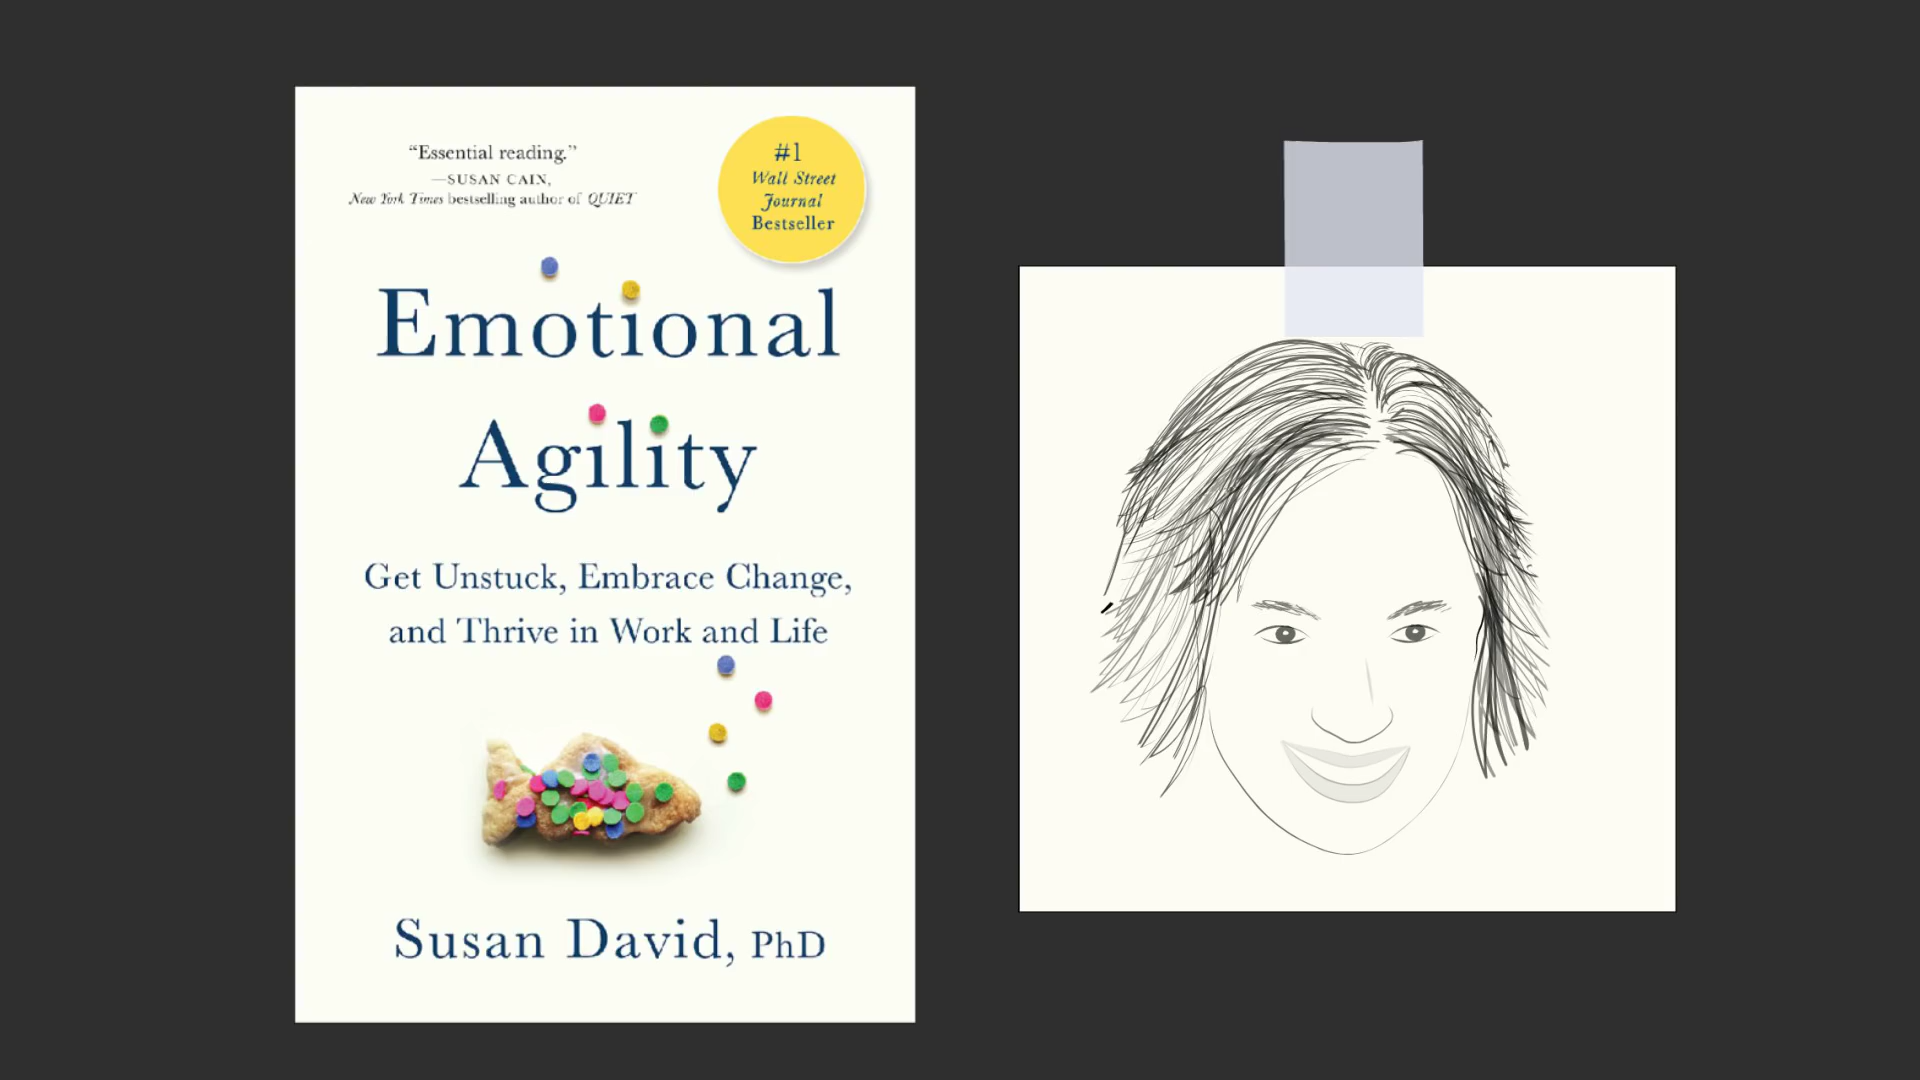 “Essential reading.”
—SUSAN CAIN,
New York Times bestselling author of QUIET
#1
Wall Street
Journal
Bestseller
Emotional
Agility
Get Unstuck, Embrace Change,
and Thrive in Work and Life
Susan David, PhD